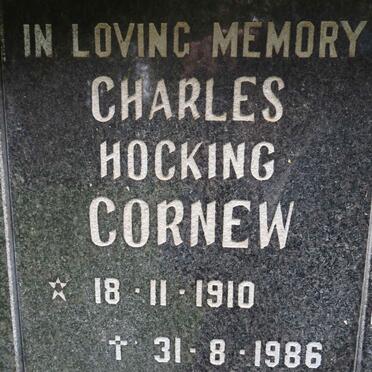 IN LOVING MEMORY
CHARLES
HOCKING
CORNEW
☆ 18·11·1910
† 31·8·1986